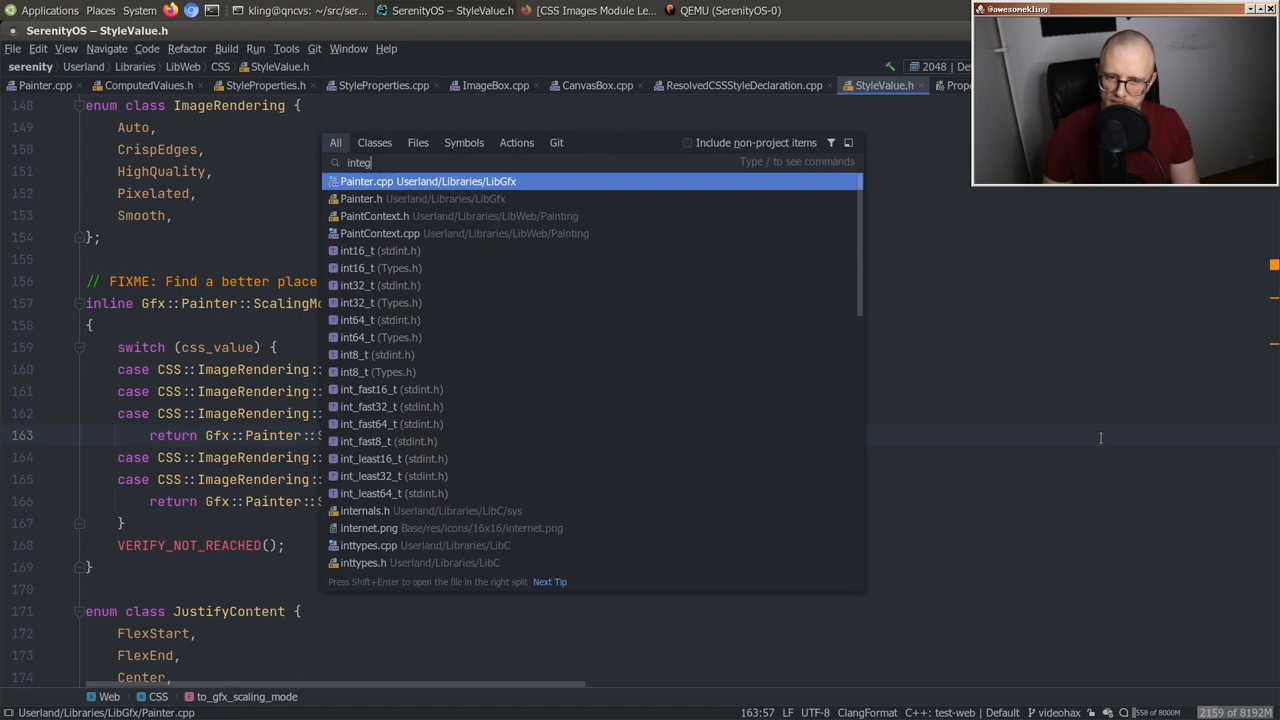 Applications Places System kling@qncvs: ~/src/ser… SerenityOS – StyleValue.h [CSS Images Module Le… QEMU (SerenityOS-0)
SerenityOS – StyleValue.h
File Edit View Navigate Code Refactor Build Run Tools Git Window Help
serenity Userland Libraries LibWeb CSS StyleValue.h
2048 | De
Painter.cpp ComputedValues.h StyleProperties.h StyleProperties.cpp ImageBox.cpp CanvasBox.cpp ResolvedCSSStyleDeclaration.cpp StyleValue.h Prope
@awesomekling
148 enum class ImageRendering {
149 Auto,
150 CrispEdges,
151 HighQuality,
152 Pixelated,
153 Smooth,
154 };
155
156 // FIXME: Find a better place
157 inline Gfx::Painter::ScalingMo
158 {
159 switch (css_value) {
160 case CSS::ImageRendering::
161 case CSS::ImageRendering::
162 case CSS::ImageRendering::
163 return Gfx::Painter::S
164 case CSS::ImageRendering::
165 case CSS::ImageRendering::
166 return Gfx::Painter::S
167 }
168 VERIFY_NOT_REACHED();
169 }
170
171 enum class JustifyContent {
172 FlexStart,
173 FlexEnd,
174 Center,
All Classes Files Symbols Actions Git Include non-project items
integ Type / to see commands
Painter.cpp Userland/Libraries/LibGfx
Painter.h Userland/Libraries/LibGfx
PaintContext.h Userland/Libraries/LibWeb/Painting
PaintContext.cpp Userland/Libraries/LibWeb/Painting
int16_t (stdint.h)
int16_t (Types.h)
int32_t (stdint.h)
int32_t (Types.h)
int64_t (stdint.h)
int64_t (Types.h)
int8_t (stdint.h)
int8_t (Types.h)
int_fast16_t (stdint.h)
int_fast32_t (stdint.h)
int_fast64_t (stdint.h)
int_fast8_t (stdint.h)
int_least16_t (stdint.h)
int_least32_t (stdint.h)
int_least64_t (stdint.h)
internals.h Userland/Libraries/LibC/sys
internet.png Base/res/icons/16x16/internet.png
inttypes.cpp Userland/Libraries/LibC
inttypes.h Userland/Libraries/LibC
Press Shift+Enter to open the file in the right split Next Tip
Web CSS to_gfx_scaling_mode
Userland/Libraries/LibGfx/Painter.cpp 163:57 LF UTF-8 ClangFormat C++: test-web | Default videohax 558 of 8000M 2159 of 8192M